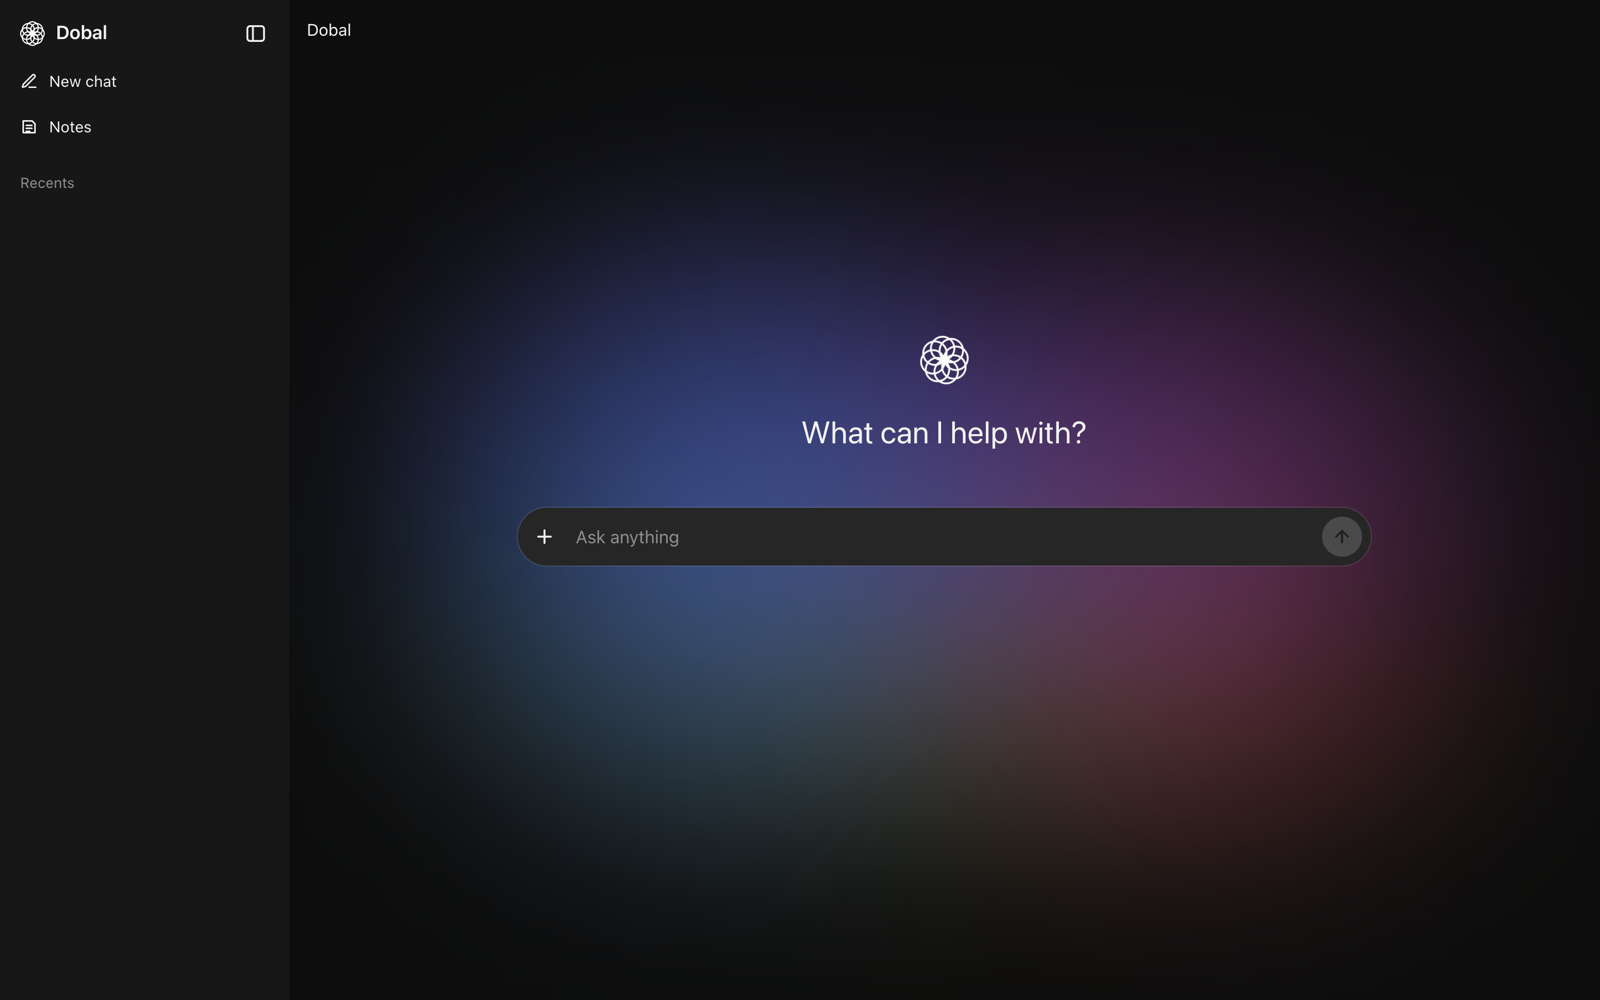 Dobal
New chat
Notes
Recents
Dobal
What can I help with?
Ask anything